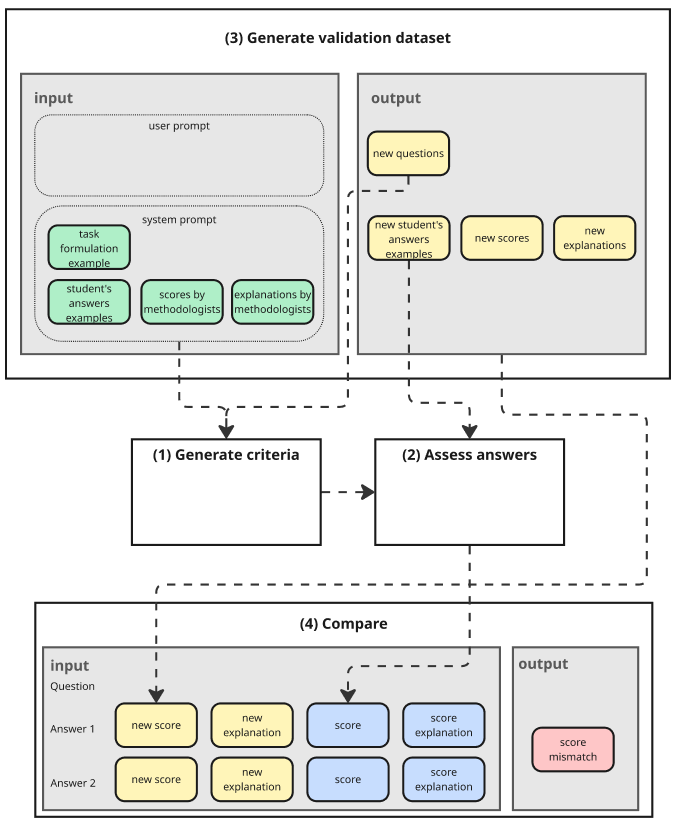 (3) Generate validation dataset
input
user prompt
system prompt
task
formulation
example
student's
answers
examples
scores by
methodologists
explanations by
methodologists
output
new questions
new student's
answers
examples
new scores
new
explanations
(1) Generate criteria
(2) Assess answers
(4) Compare
input
Question
Answer 1
new score
new
explanation
score
score
explanation
Answer 2
new score
new
explanation
score
score
explanation
output
score
mismatch